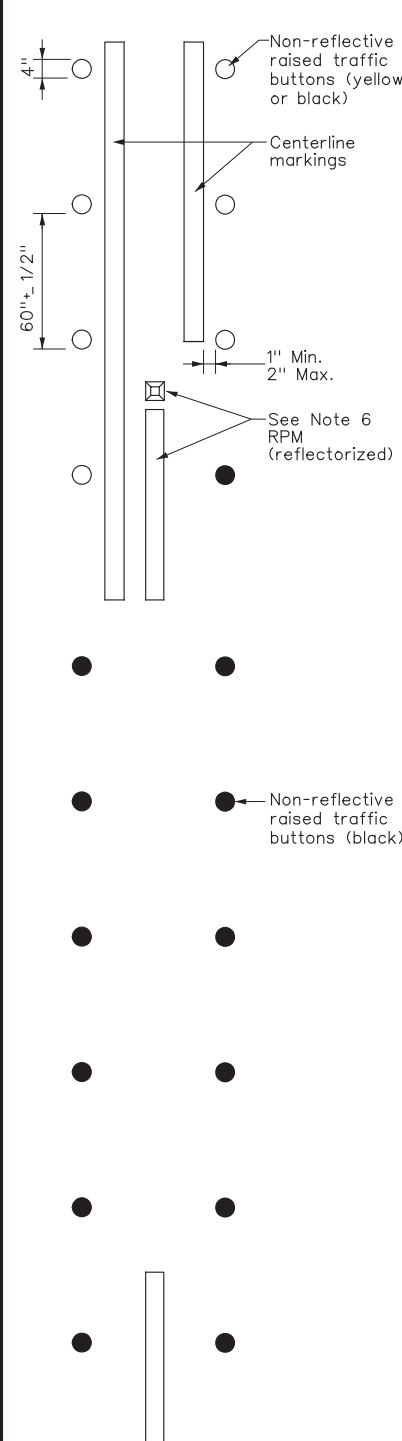 4"
Non-reflective
raised traffic
buttons (yellow
or black)
Centerline
markings
60"+_ 1/2"
1" Min.
2" Max.
See Note 6
RPM
(reflectorized)
Non-reflective
raised traffic
buttons (black)